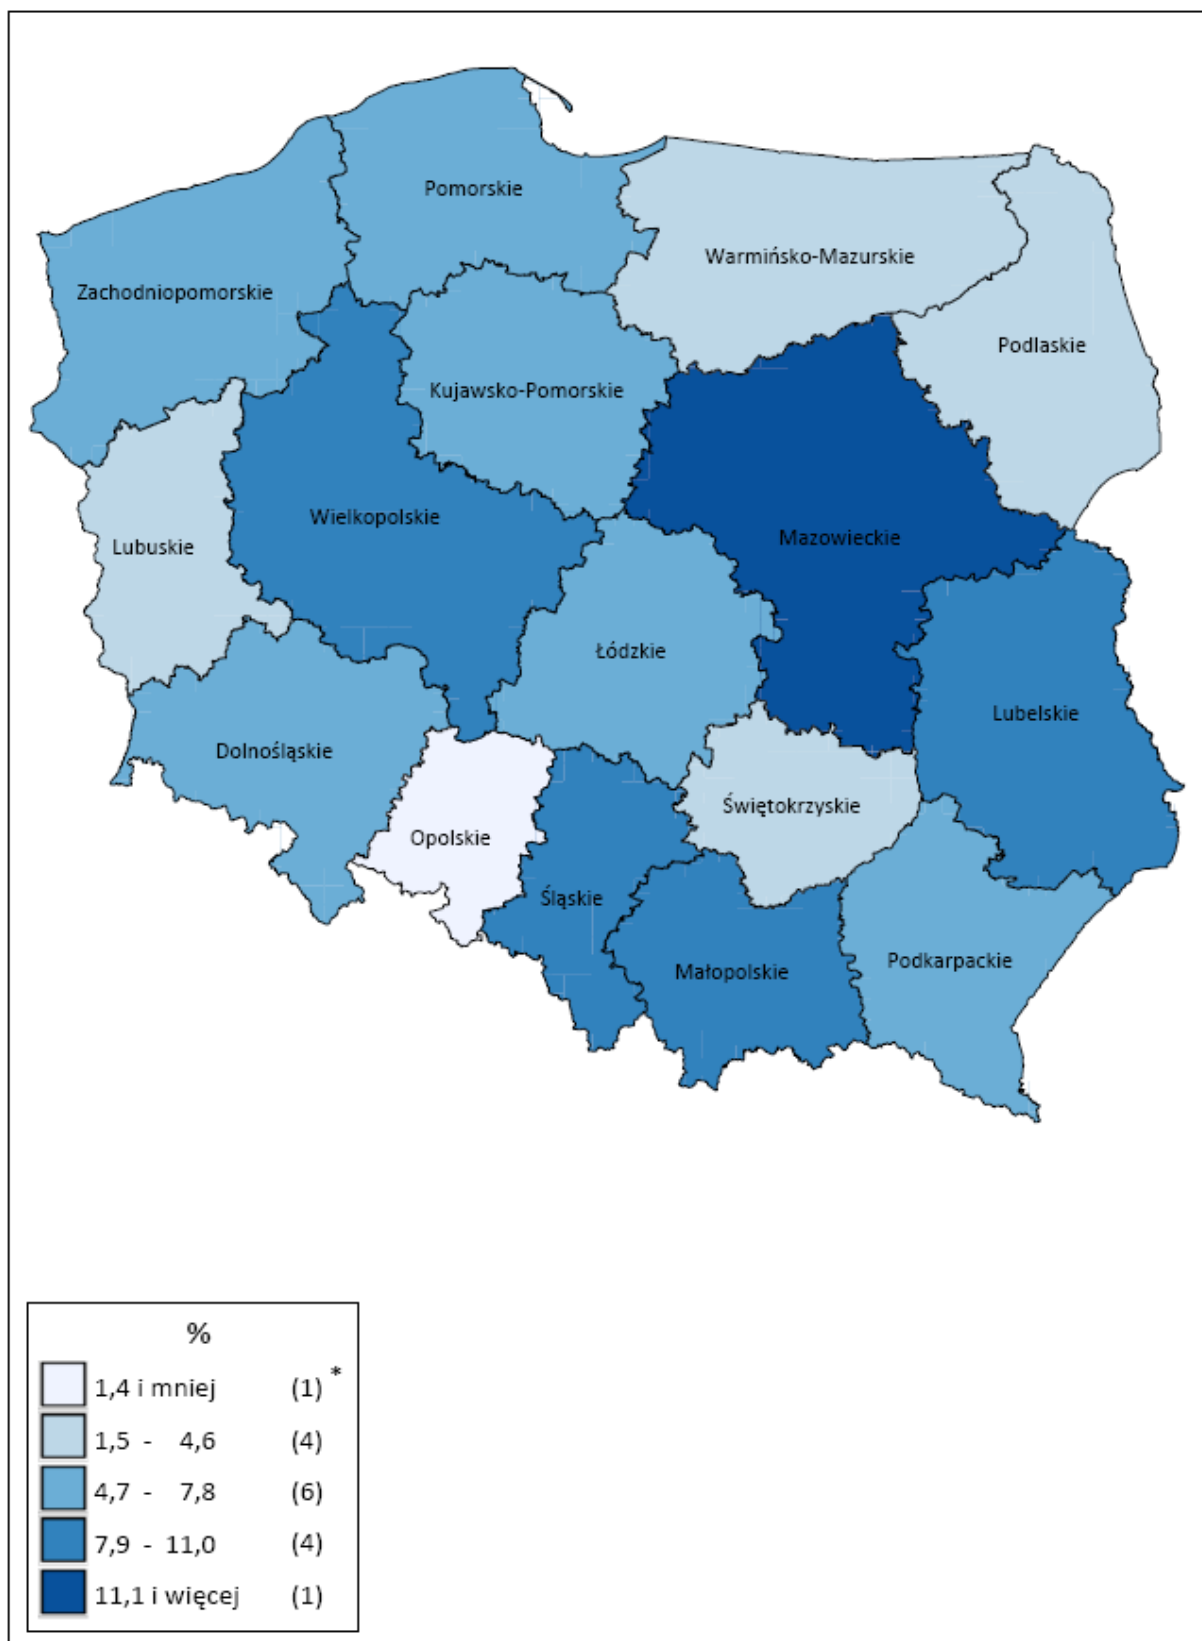 Pomorskie
Warmińsko-Mazurskie
Zachodniopomorskie
Podlaskie
Kujawsko-Pomorskie
Wielkopolskie
Mazowieckie
Lubuskie
Łódzkie
Lubelskie
Dolnośląskie
Świętokrzyskie
Opolskie
Śląskie
Podkarpackie
Małopolskie
%
1,4 i mniej (1) *
1,5 - 4,6 (4)
4,7 - 7,8 (6)
7,9 - 11,0 (4)
11,1 i więcej (1)